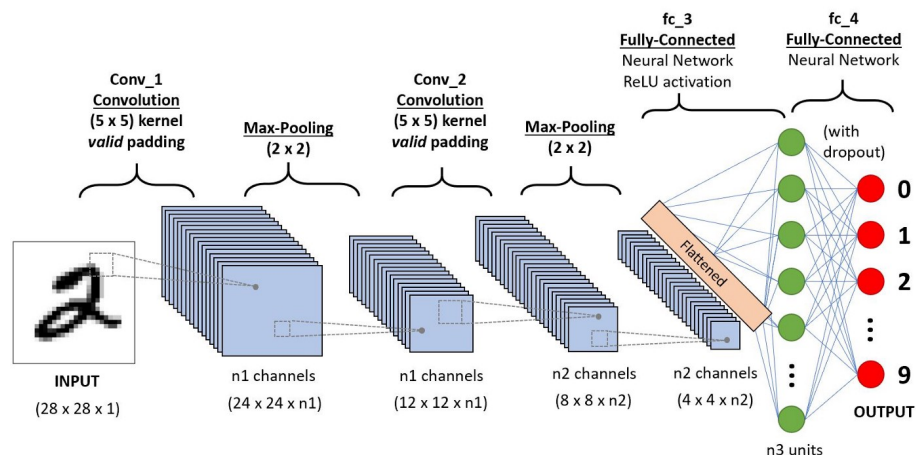 Conv_1
Convolution
(5 x 5) kernel
valid padding
Max-Pooling
(2 x 2)
Conv_2
Convolution
(5 x 5) kernel
valid padding
Max-Pooling
(2 x 2)
fc_3
Fully-Connected
Neural Network
ReLU activation
fc_4
Fully-Connected
Neural Network
(with
dropout)
2
Flattened
0
1
2
9
INPUT
(28 x 28 x 1)
n1 channels
(24 x 24 x n1)
n1 channels
(12 x 12 x n1)
n2 channels
(8 x 8 x n2)
n2 channels
(4 x 4 x n2)
n3 units
OUTPUT